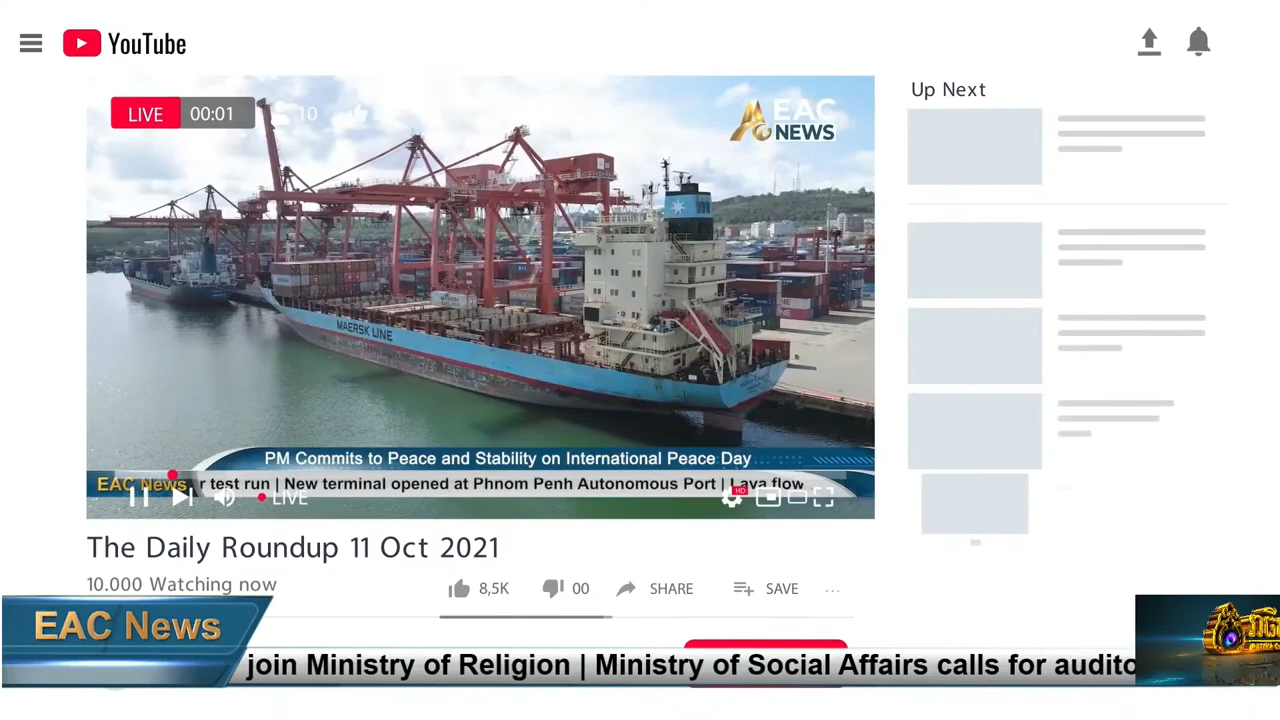 YouTube
Up Next
LIVE 00:01 10
EAC
NEWS
MAERSK LINE
PM Commits to Peace and Stability on International Peace Day
EAC News r test run | New terminal opened at Phnom Penh Autonomous Port | Lava flow
LIVE
HD
The Daily Roundup 11 Oct 2021
10.000 Watching now
8,5K 00 SHARE SAVE ...
EAC News
join Ministry of Religion | Ministry of Social Affairs calls for audito